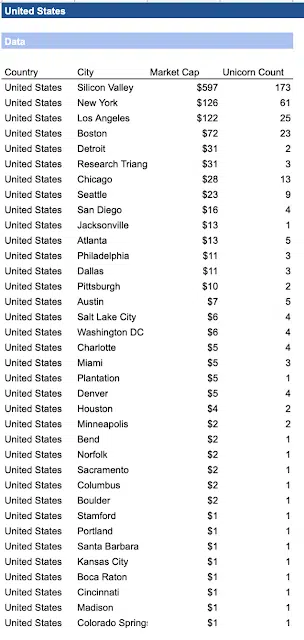 United States
Data
Country City Market Cap Unicorn Count
United States Silicon Valley $597 173
United States New York $126 61
United States Los Angeles $122 25
United States Boston $72 23
United States Detroit $31 2
United States Research Triang $31 3
United States Chicago $28 13
United States Seattle $23 9
United States San Diego $16 4
United States Jacksonville $13 1
United States Atlanta $13 5
United States Philadelphia $11 3
United States Dallas $11 3
United States Pittsburgh $10 2
United States Austin $7 5
United States Salt Lake City $6 4
United States Washington DC $6 4
United States Charlotte $5 4
United States Miami $5 3
United States Plantation $5 1
United States Denver $5 4
United States Houston $4 2
United States Minneapolis $2 2
United States Bend $2 1
United States Norfolk $2 1
United States Sacramento $2 1
United States Columbus $2 1
United States Boulder $2 1
United States Stamford $1 1
United States Portland $1 1
United States Santa Barbara $1 1
United States Kansas City $1 1
United States Boca Raton $1 1
United States Cincinnati $1 1
United States Madison $1 1
United States Colorado Spring $1 1